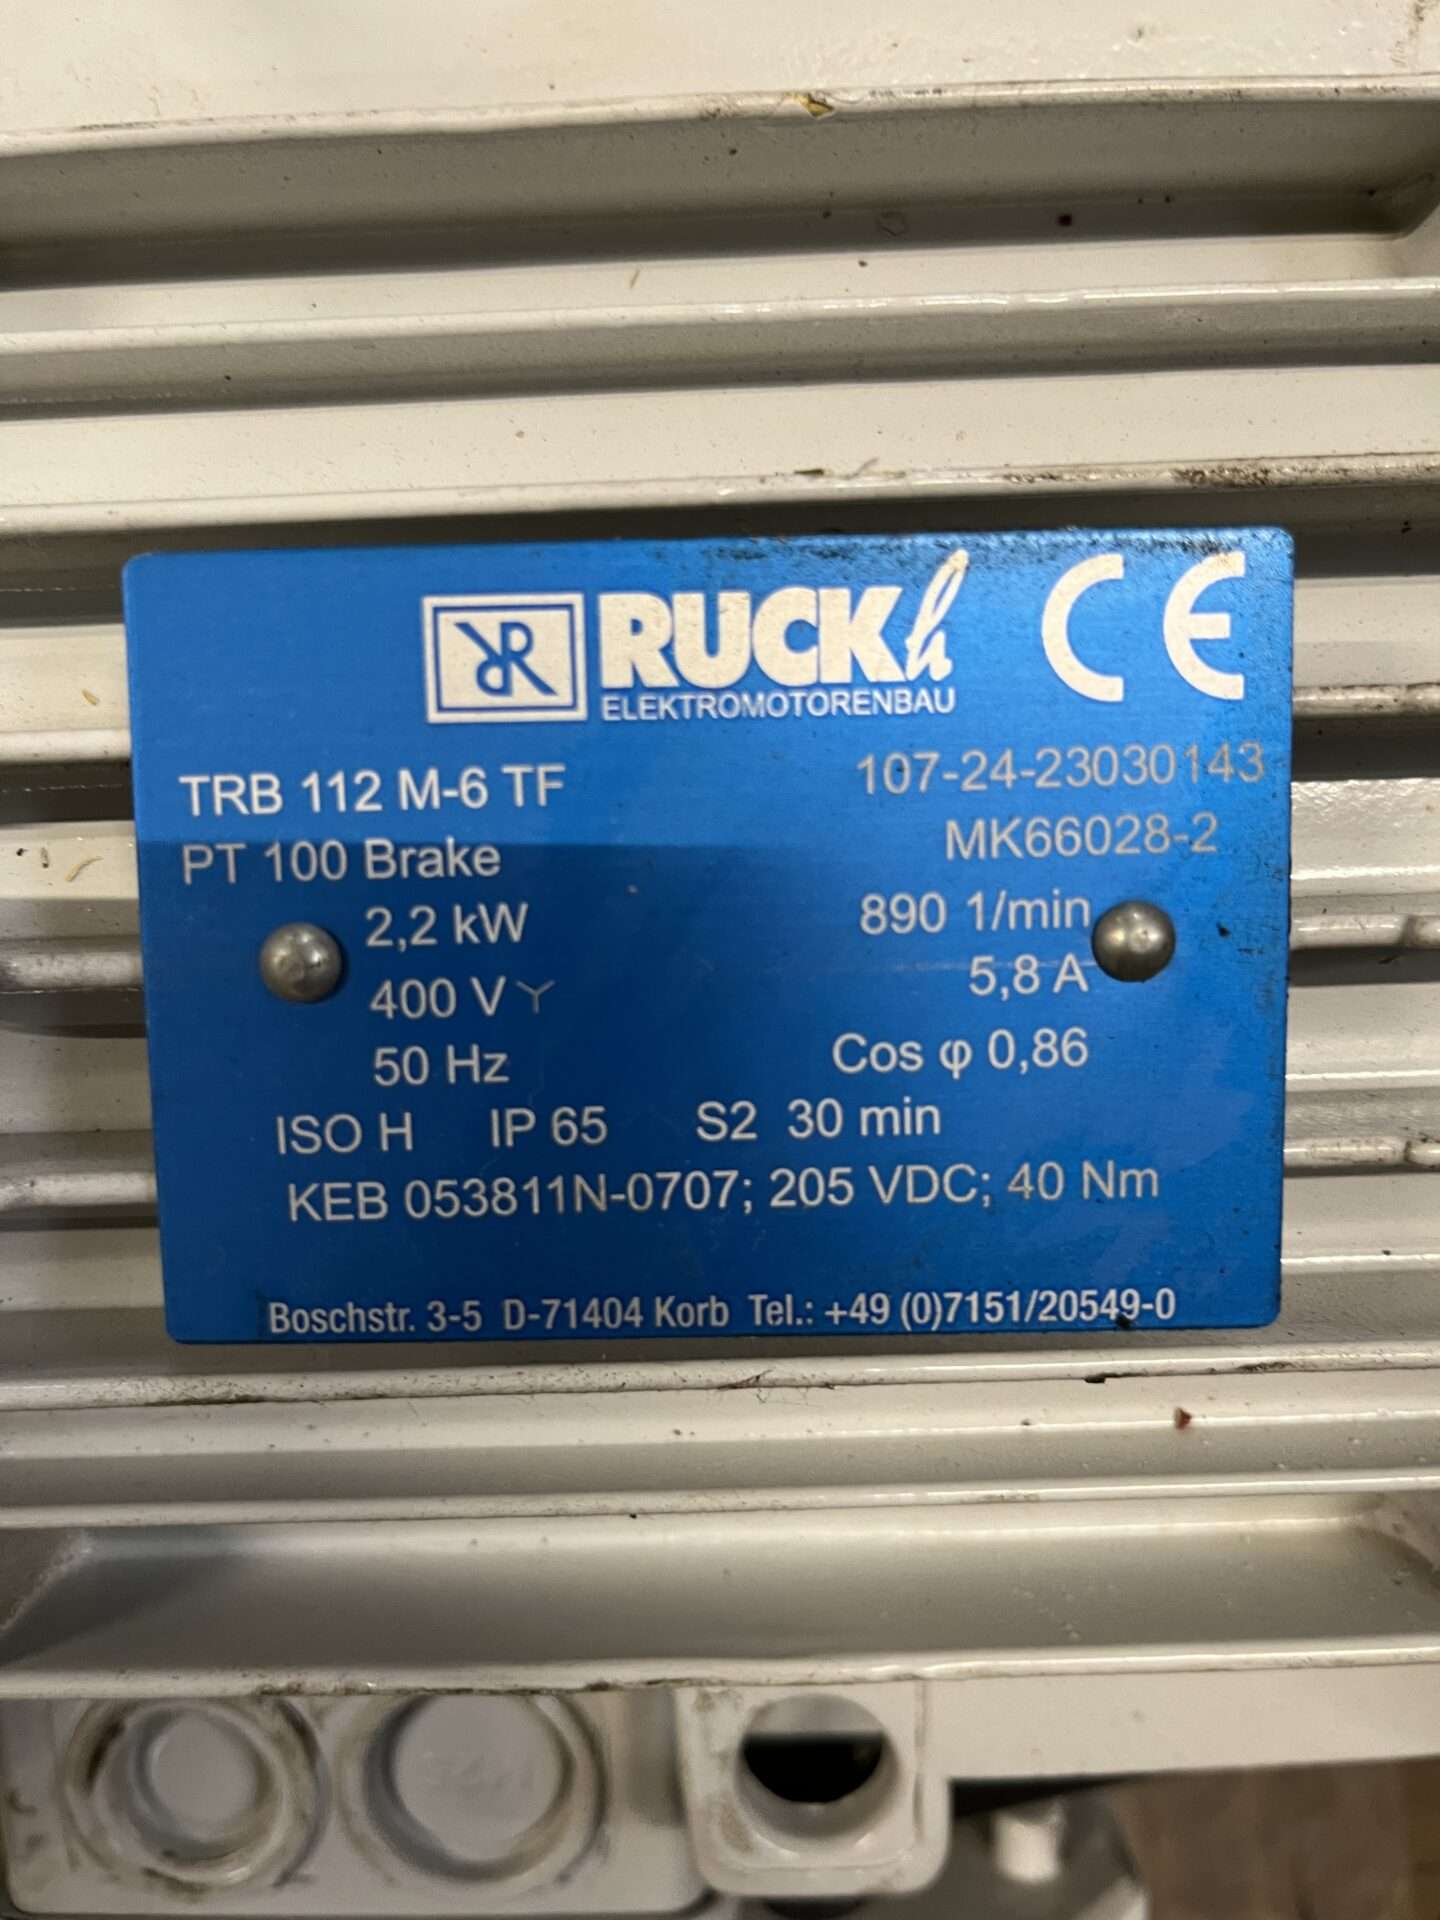 RUCKh CE
ELEKTROMOTORENBAU
TRB 112 M-6 TF 107-24-23030143
PT 100 Brake MK66028-2
2,2 kW 890 1/min
400 V Y 5,8 A
50 Hz Cos φ 0,86
ISO H IP 65 S2 30 min
KEB 053811N-0707; 205 VDC; 40 Nm
Boschstr. 3-5 D-71404 Korb Tel.: +49 (0)7151/20549-0